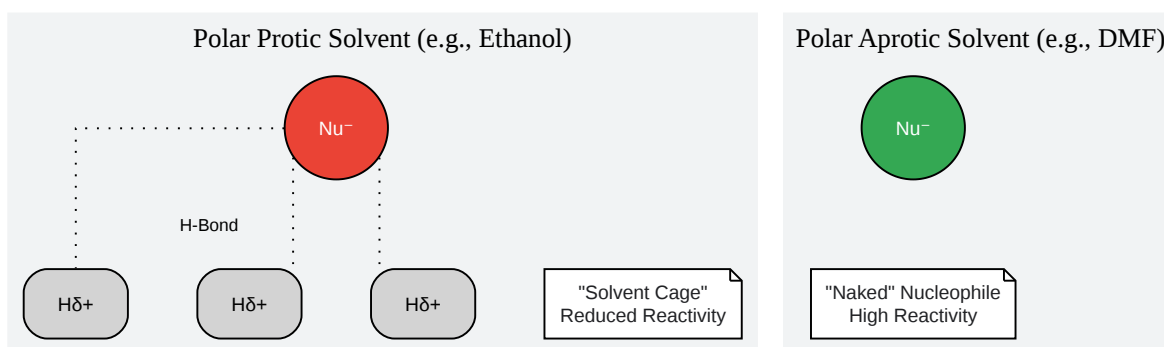 Polar Protic Solvent (e.g., Ethanol)
Nu⁻
H-Bond
Hδ+
Hδ+
Hδ+
"Solvent Cage"
Reduced Reactivity
Polar Aprotic Solvent (e.g., DMF)
Nu⁻
"Naked" Nucleophile
High Reactivity